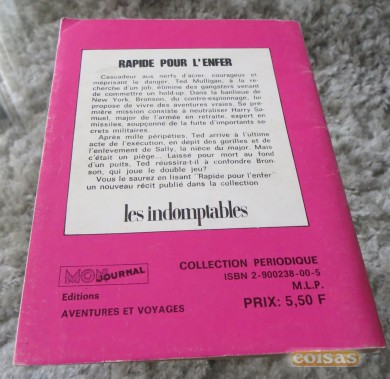 RAPIDE POUR L'ENFER
Cascadeur aux nerfs d'acier, courageux et
méprisant le danger, Ted Mulligan, à la re-
cherche d'un job, élimine des gangsters venant
de commettre un hold-up. Dans la banlieue de
New York, Bronson, du contre-espionnage, lui
propose de vivre des aventures vraies. Sa pre-
mière mission consiste à neutraliser Harry Sa-
muel, major de l'armée en retraite, expert en
missiles, soupçonné de la fuite d'importants se-
crets militaires.
Après mille péripéties, Ted arrive à l'ultime
acte de l'execution, en dépit des gorilles et de
l'enlevement de Sally, la nièce du major. Mais
c'était un piège... Laissé pour mort au fond
d'un puits, Ted réussira-t-il à confondre Bron-
son, qui joue le double jeu?
Vous le saurez en lisant "Rapide pour l'enfer"
un nouveau récit publié dans la collection
les indomptables
MON JOURNAL
Editions
AVENTURES ET VOYAGES
COLLECTION PERIODIQUE
ISBN 2-900238-00-5
M.L.P.
PRIX: 5,50 F
coisas